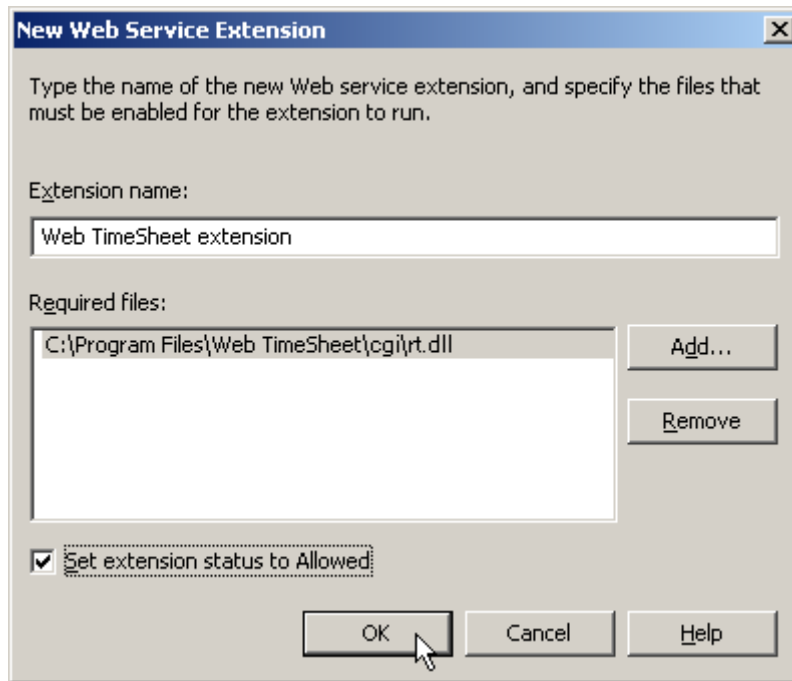 New Web Service Extension
Type the name of the new Web service extension, and specify the files that
must be enabled for the extension to run.
Extension name:
Web TimeSheet extension
Required files:
C:\Program Files\Web TimeSheet\cgi\rt.dll
Add...
Remove
Set extension status to Allowed
OK
Cancel
Help